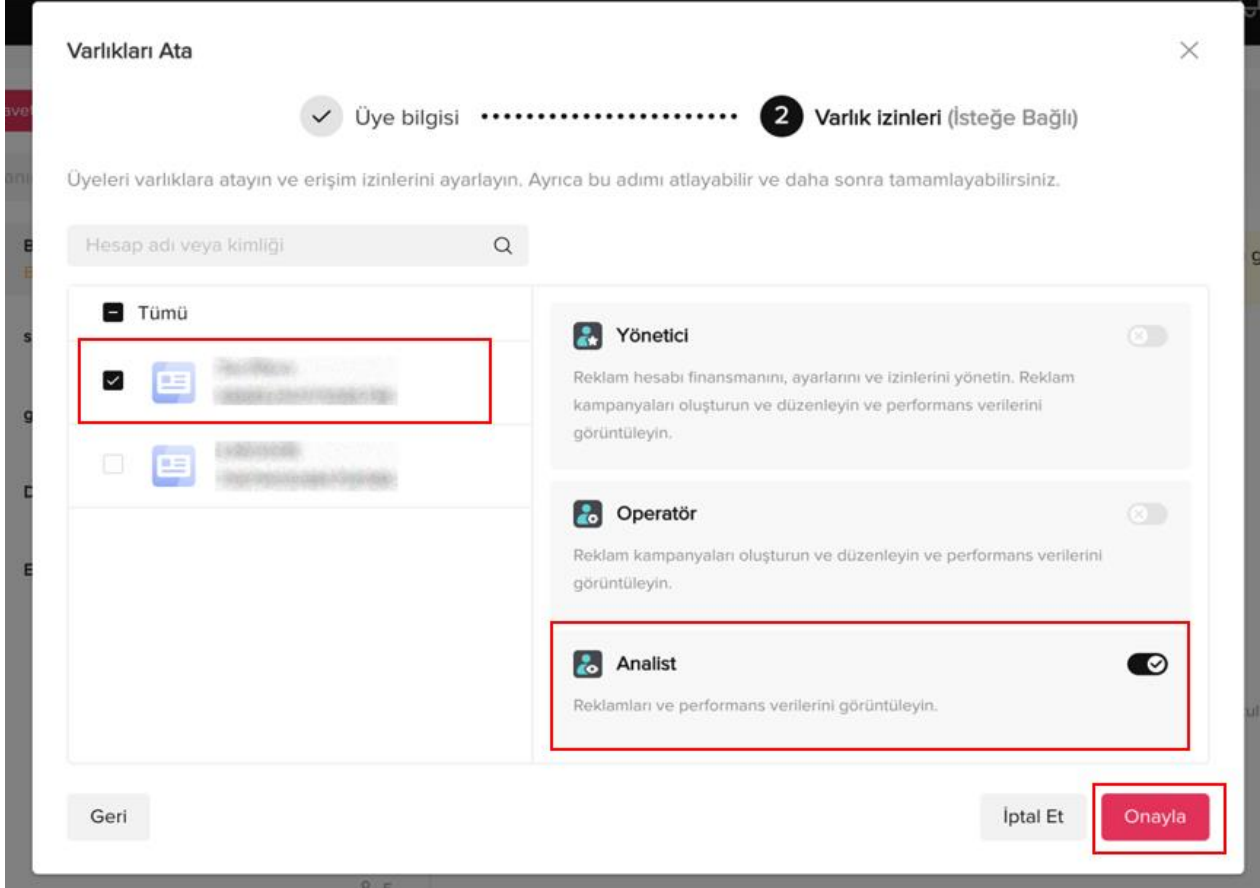 Varlıkları Ata
Üye bilgisi
2 Varlık izinleri (İsteğe Bağlı)
Üyeleri varlıklara atayın ve erişim izinlerini ayarlayın. Ayrıca bu adımı atlayabilir ve daha sonra tamamlayabilirsiniz.
Hesap adı veya kimliği
Tümü
Yönetici
Reklam hesabı finansmanını, ayarlarını ve izinlerini yönetin. Reklam
kampanyaları oluşturun ve düzenleyin ve performans verilerini
görüntüleyin.
Operatör
Reklam kampanyaları oluşturun ve düzenleyin ve performans verilerini
görüntüleyin.
Analist
Reklamları ve performans verilerini görüntüleyin.
Geri
İptal Et
Onayla